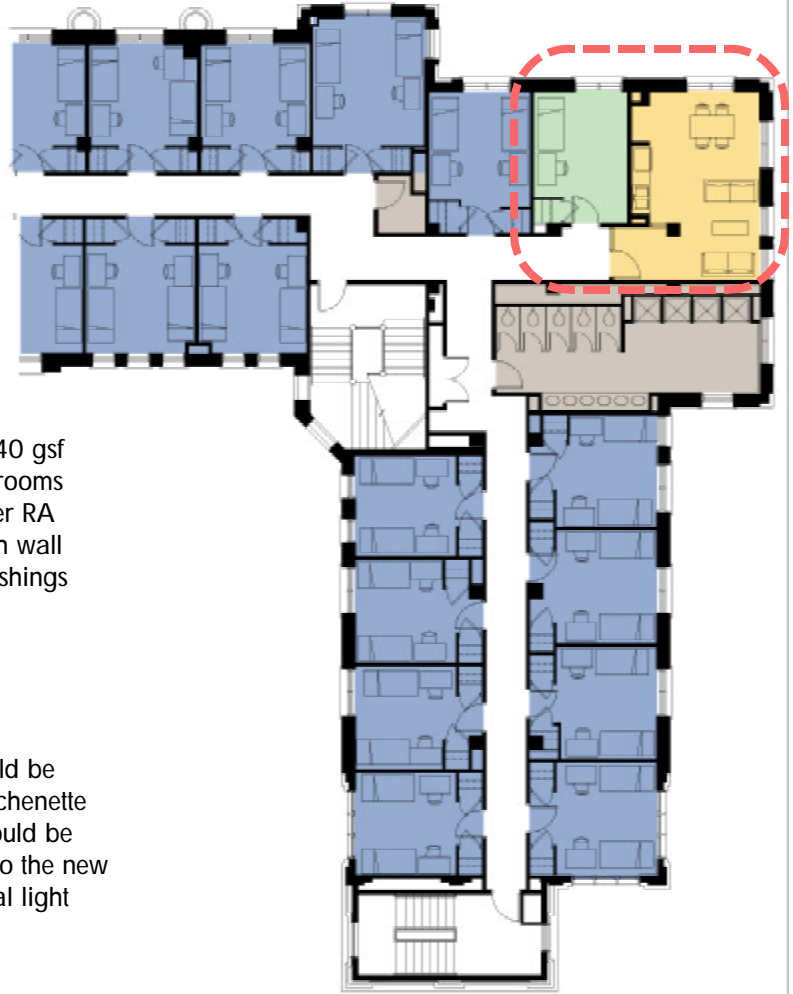 40 gsf
rooms
er RA
n wall
shings
ld be
chenette
ould be
o the new
al light